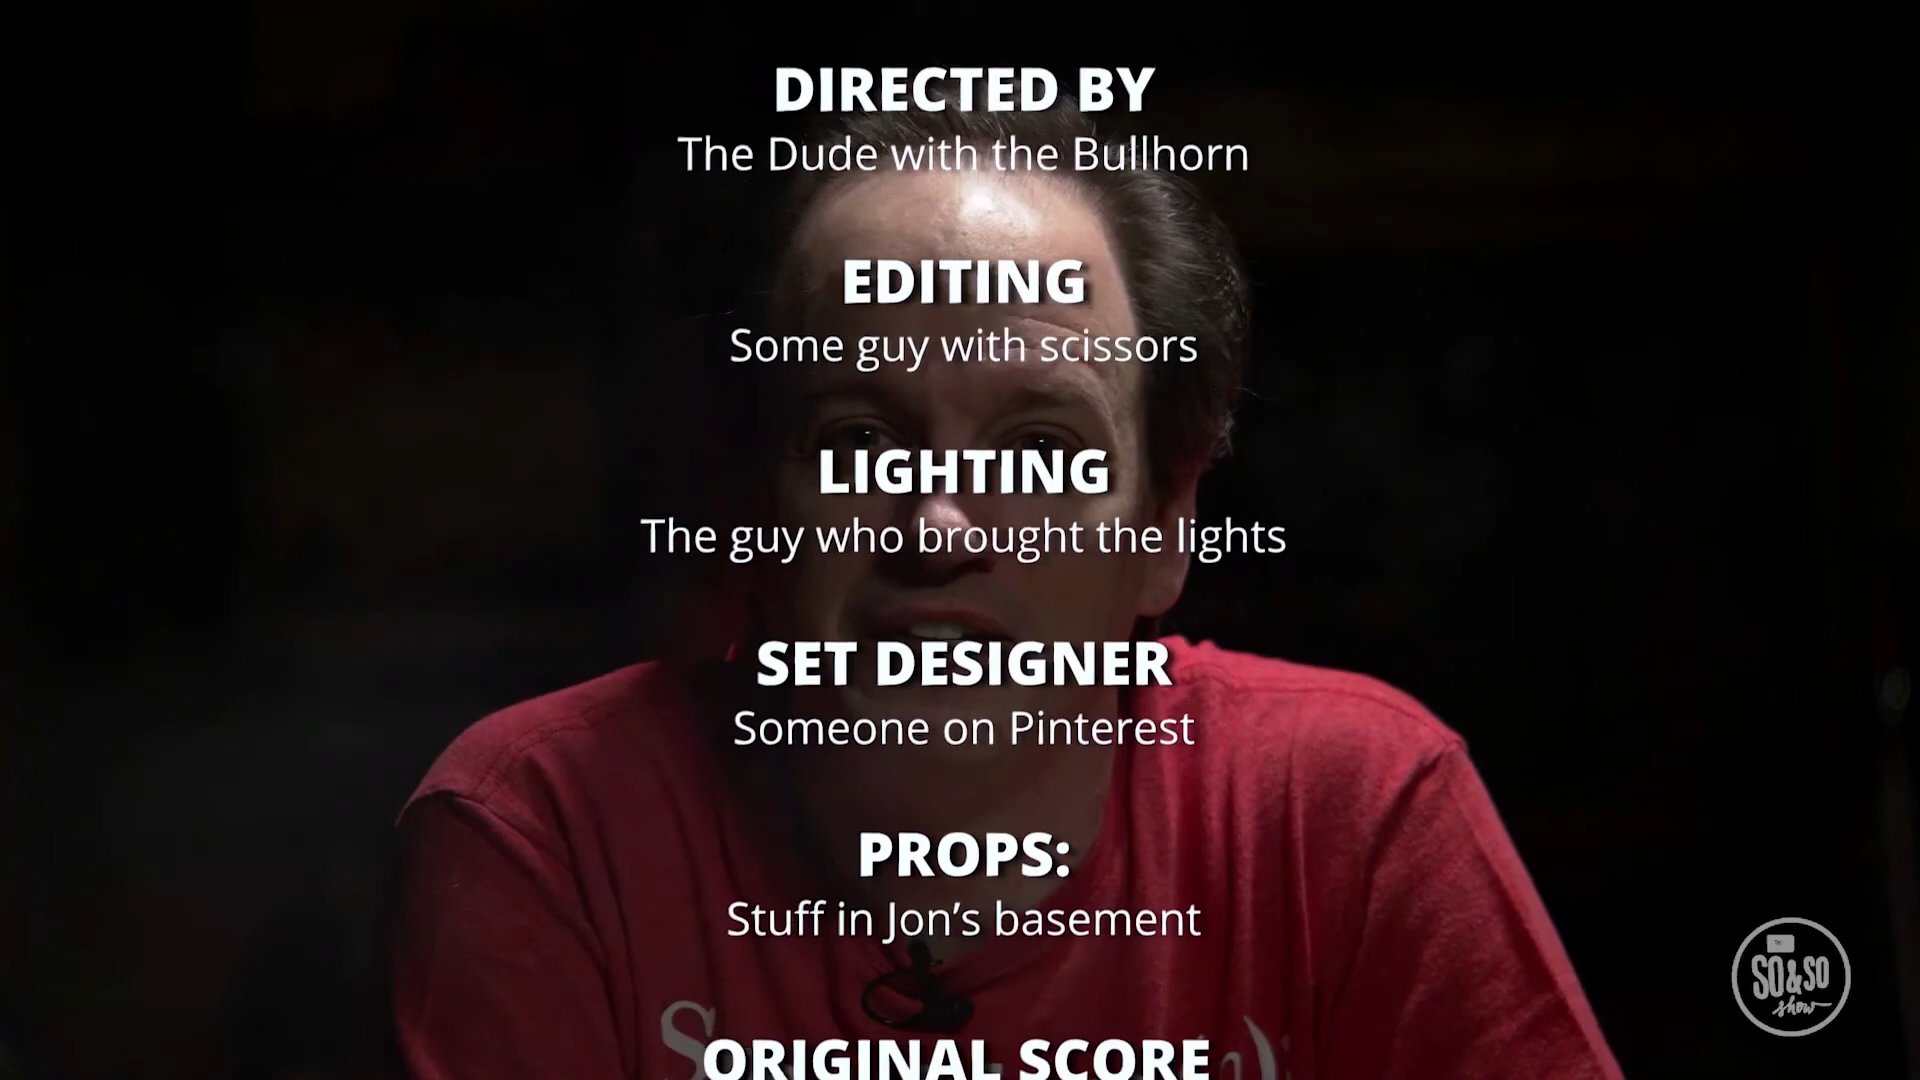 DIRECTED BY
The Dude with the Bullhorn
EDITING
Some guy with scissors
LIGHTING
The guy who brought the lights
SET DESIGNER
Someone on Pinterest
PROPS:
Stuff in Jon's basement
ORIGINAL SCORE
SO&SO
show